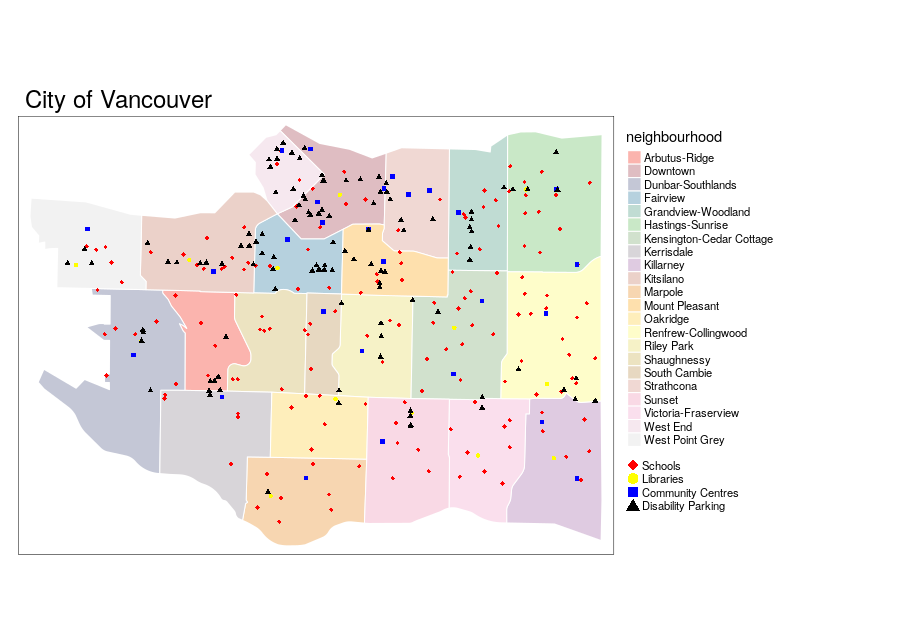 City of Vancouver
neighbourhood
Arbutus-Ridge
Downtown
Dunbar-Southlands
Fairview
Grandview-Woodland
Hastings-Sunrise
Kensington-Cedar Cottage
Kerrisdale
Killarney
Kitsilano
Marpole
Mount Pleasant
Oakridge
Renfrew-Collingwood
Riley Park
Shaughnessy
South Cambie
Strathcona
Sunset
Victoria-Fraserview
West End
West Point Grey
Schools
Libraries
Community Centres
Disability Parking